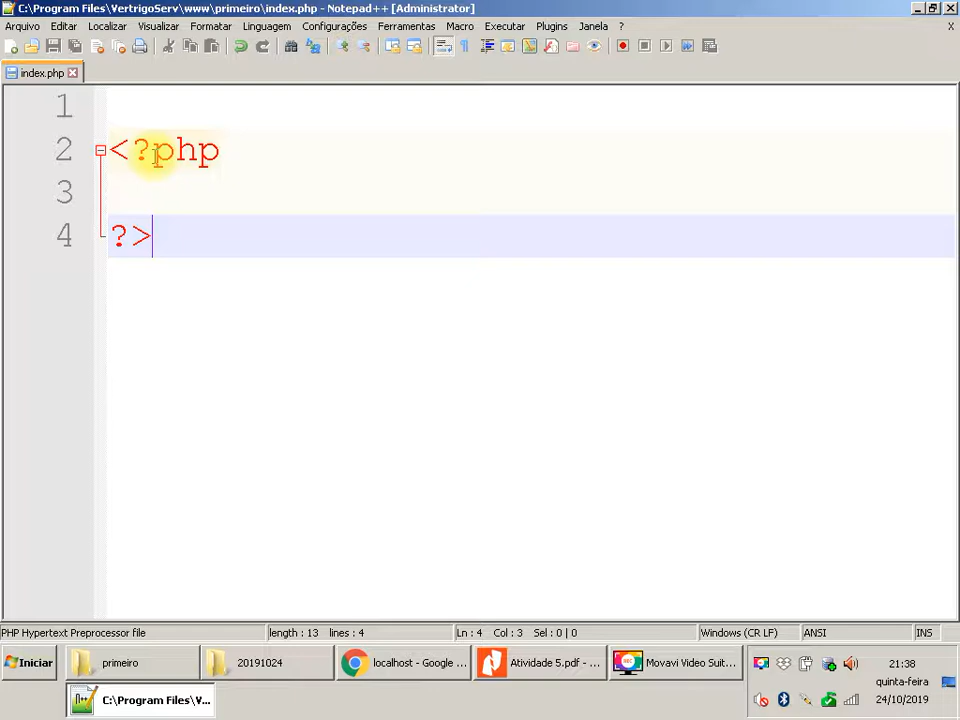 C:\Program Files\VertrigoServ\www\primeiro\index.php - Notepad++ [Administrator]
Arquivo Editar Localizar Visualizar Formatar Linguagem Configurações Ferramentas Macro Executar Plugins Janela ? X
index.php
1
2 <?php
3
4 ?>
PHP Hypertext Preprocessor file length : 13 lines : 4 Ln : 4 Col : 3 Sel : 0 | 0 Windows (CR LF) ANSI INS
Iniciar primeiro 20191024 localhost - Google ... Atividade 5.pdf - ... Movavi Video Suit... 21:38
quinta-feira
C:\Program Files\V... 24/10/2019